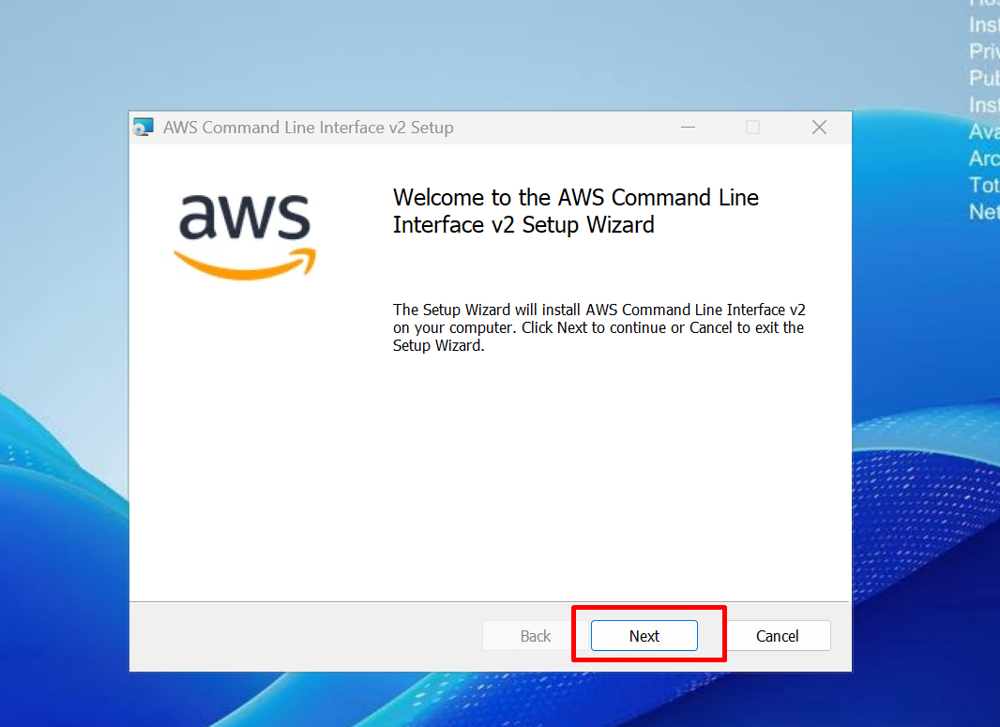 Inst
Priv
Pub
Inst
Ava
Arc
Tot
Net
AWS Command Line Interface v2 Setup
aws
Welcome to the AWS Command Line
Interface v2 Setup Wizard
The Setup Wizard will install AWS Command Line Interface v2
on your computer. Click Next to continue or Cancel to exit the
Setup Wizard.
Back
Next
Cancel